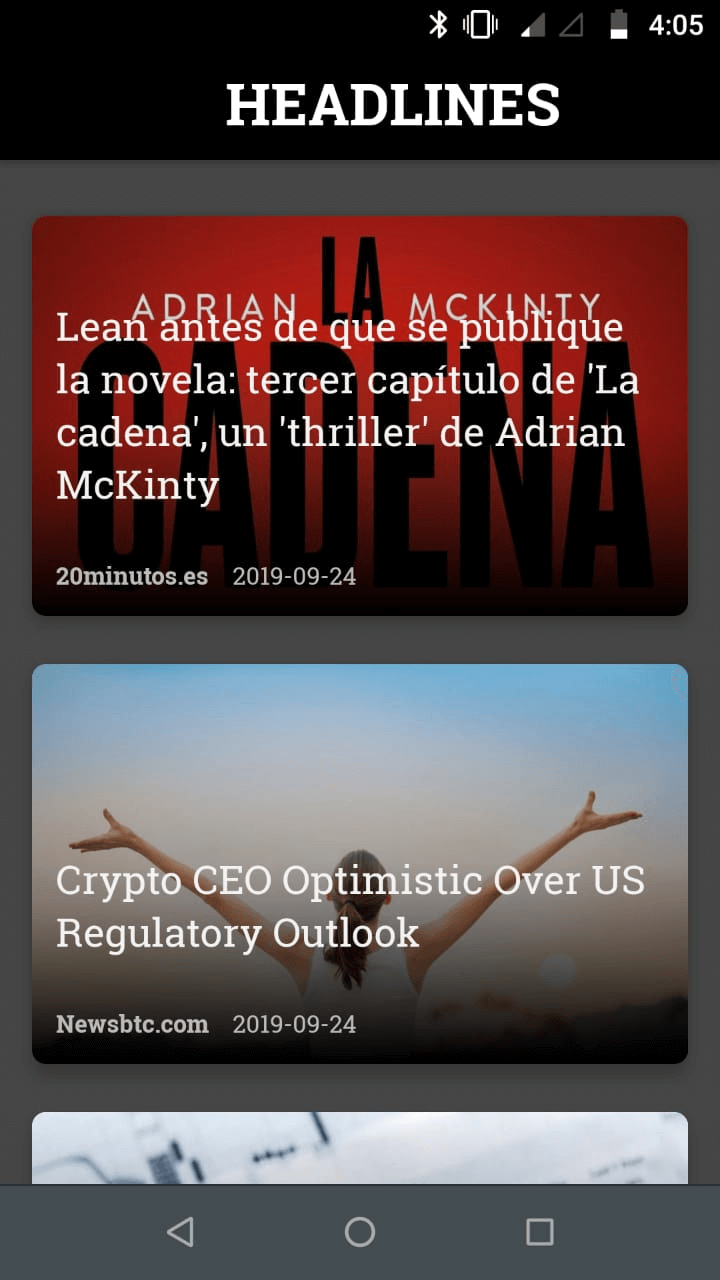 4:05
HEADLINES
LA
ADRIAN MCKINTY
CADENA
Lean antes de que se publique
la novela: tercer capítulo de 'La
cadena', un 'thriller' de Adrian
McKinty
20minutos.es 2019-09-24
Crypto CEO Optimistic Over US
Regulatory Outlook
Newsbtc.com 2019-09-24